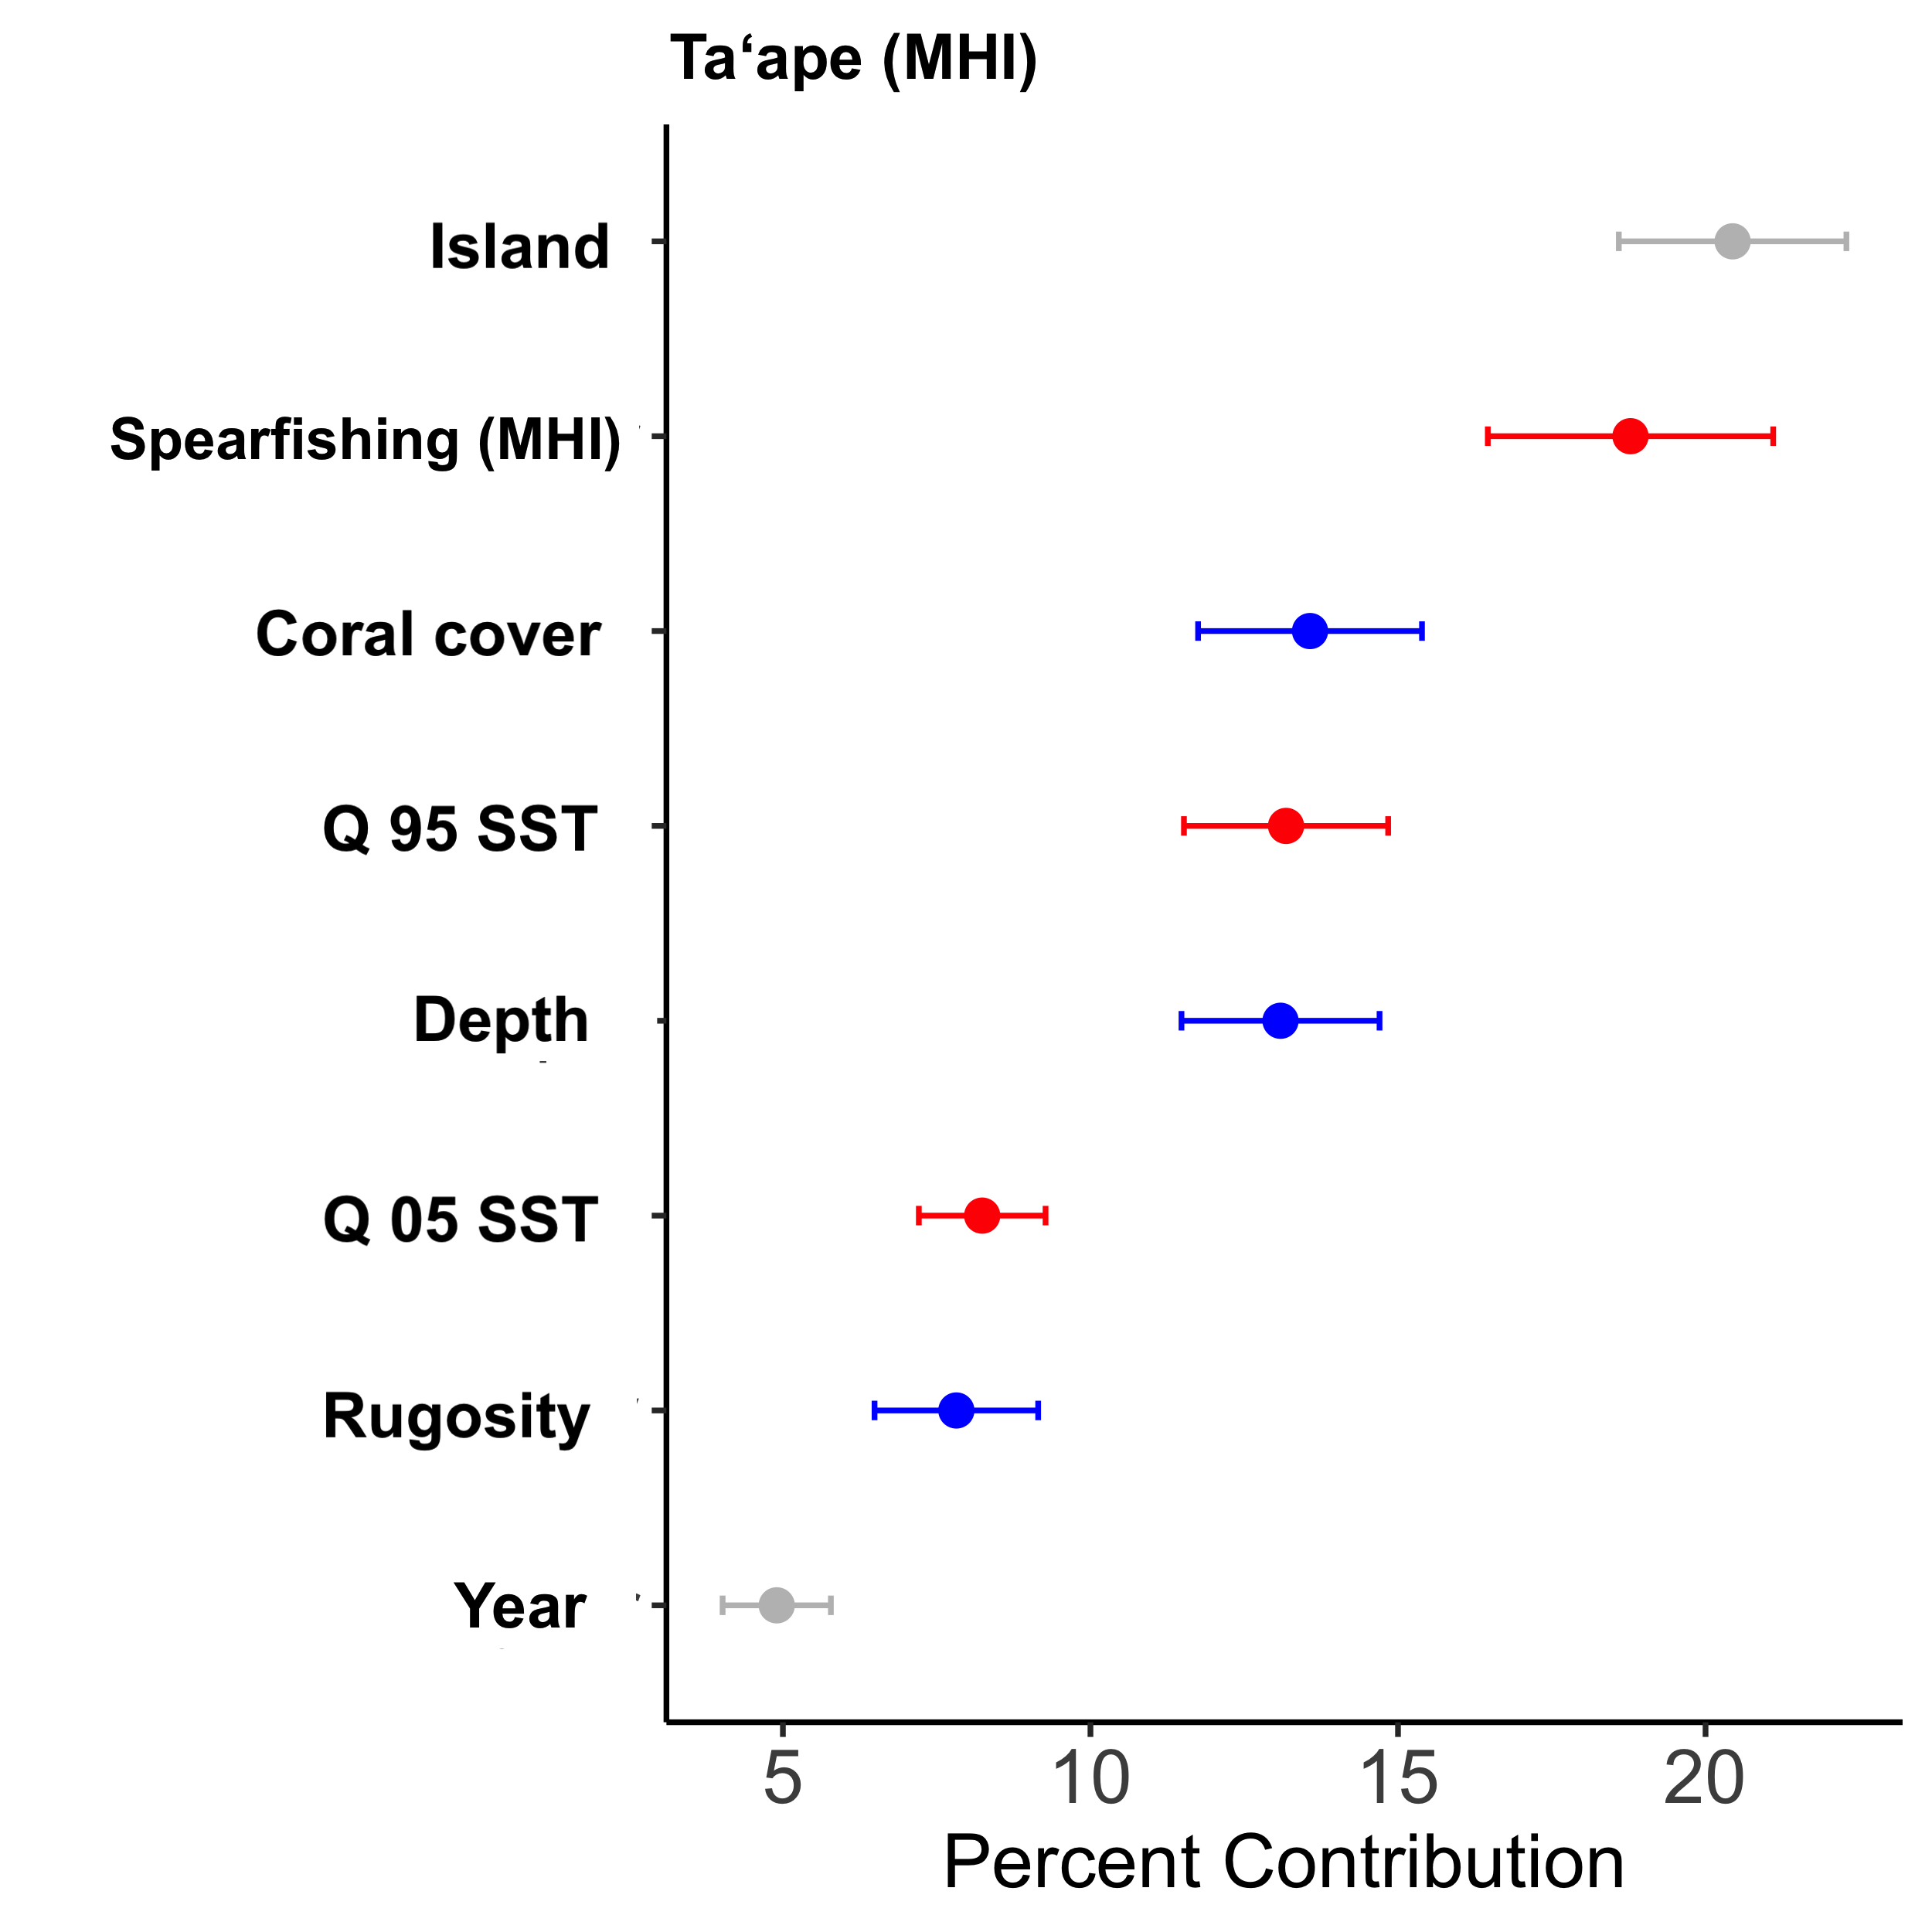 Ta‘ape (MHI)
Island
Spearfishing (MHI)
Coral cover
Q 95 SST
Depth
Q 05 SST
Rugosity
Year
5 10 15 20
Percent Contribution